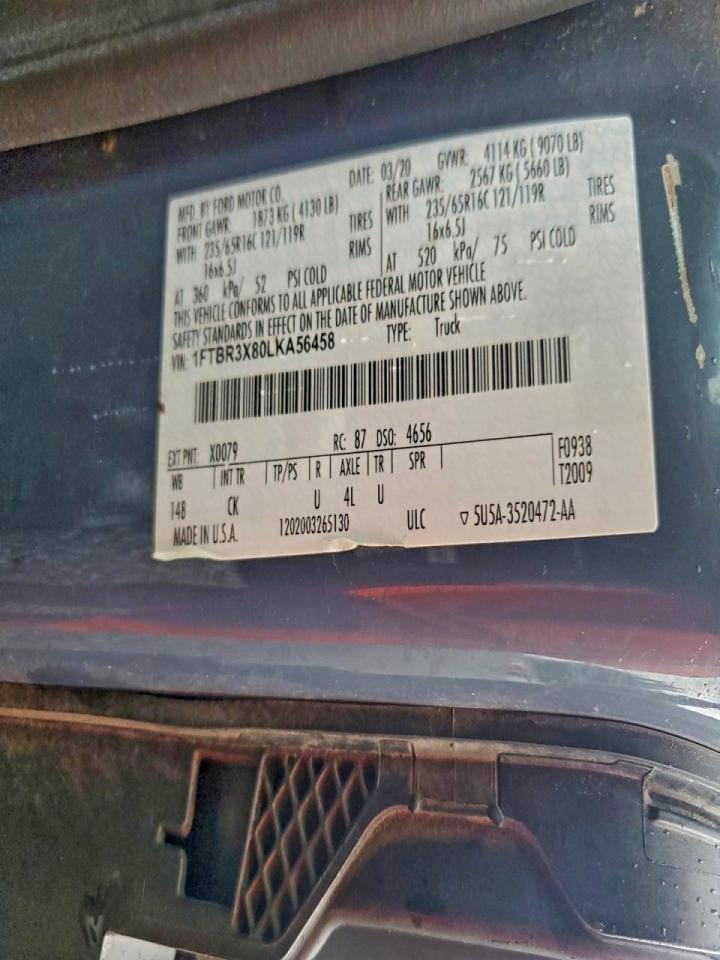 MFD. BY FORD MOTOR CO.
DATE: 03/20 GVWR: 4114 KG ( 9070 LB)
FRONT GAWR: 1873 KG ( 4130 LB) REAR GAWR: 2567 KG ( 5660 LB)
WITH 235/65R16C 121/119R TIRES WITH 235/65R16C 121/119R TIRES
16x6.5J RIMS 16x6.5J RIMS
AT 360 kPa/ 52 PSI COLD AT 520 kPa/ 75 PSI COLD
THIS VEHICLE CONFORMS TO ALL APPLICABLE FEDERAL MOTOR VEHICLE
SAFETY STANDARDS IN EFFECT ON THE DATE OF MANUFACTURE SHOWN ABOVE.
VIN: 1FTBR3X80LKA56458 TYPE: Truck
EXT PNT: X0079 RC: 87 DSO: 4656
WB INT TR TP/PS R AXLE TR SPR F0938
148 CK U 4L U T2009
MADE IN U.S.A. 1202003265130 ULC ▽ 5U5A-3520472-AA